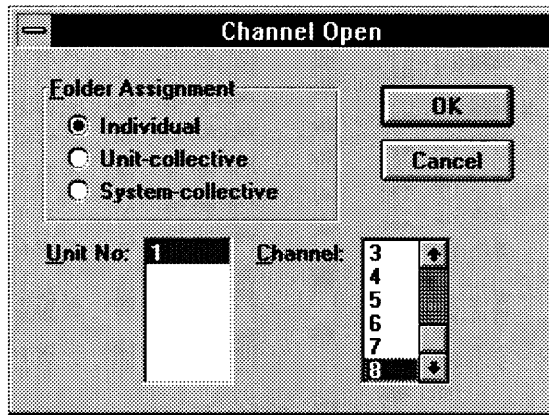 Channel Open
Folder Assignment
Individual
Unit-collective
System-collective
OK
Cancel
Unit No:
1
Channel:
3
4
5
6
7
8